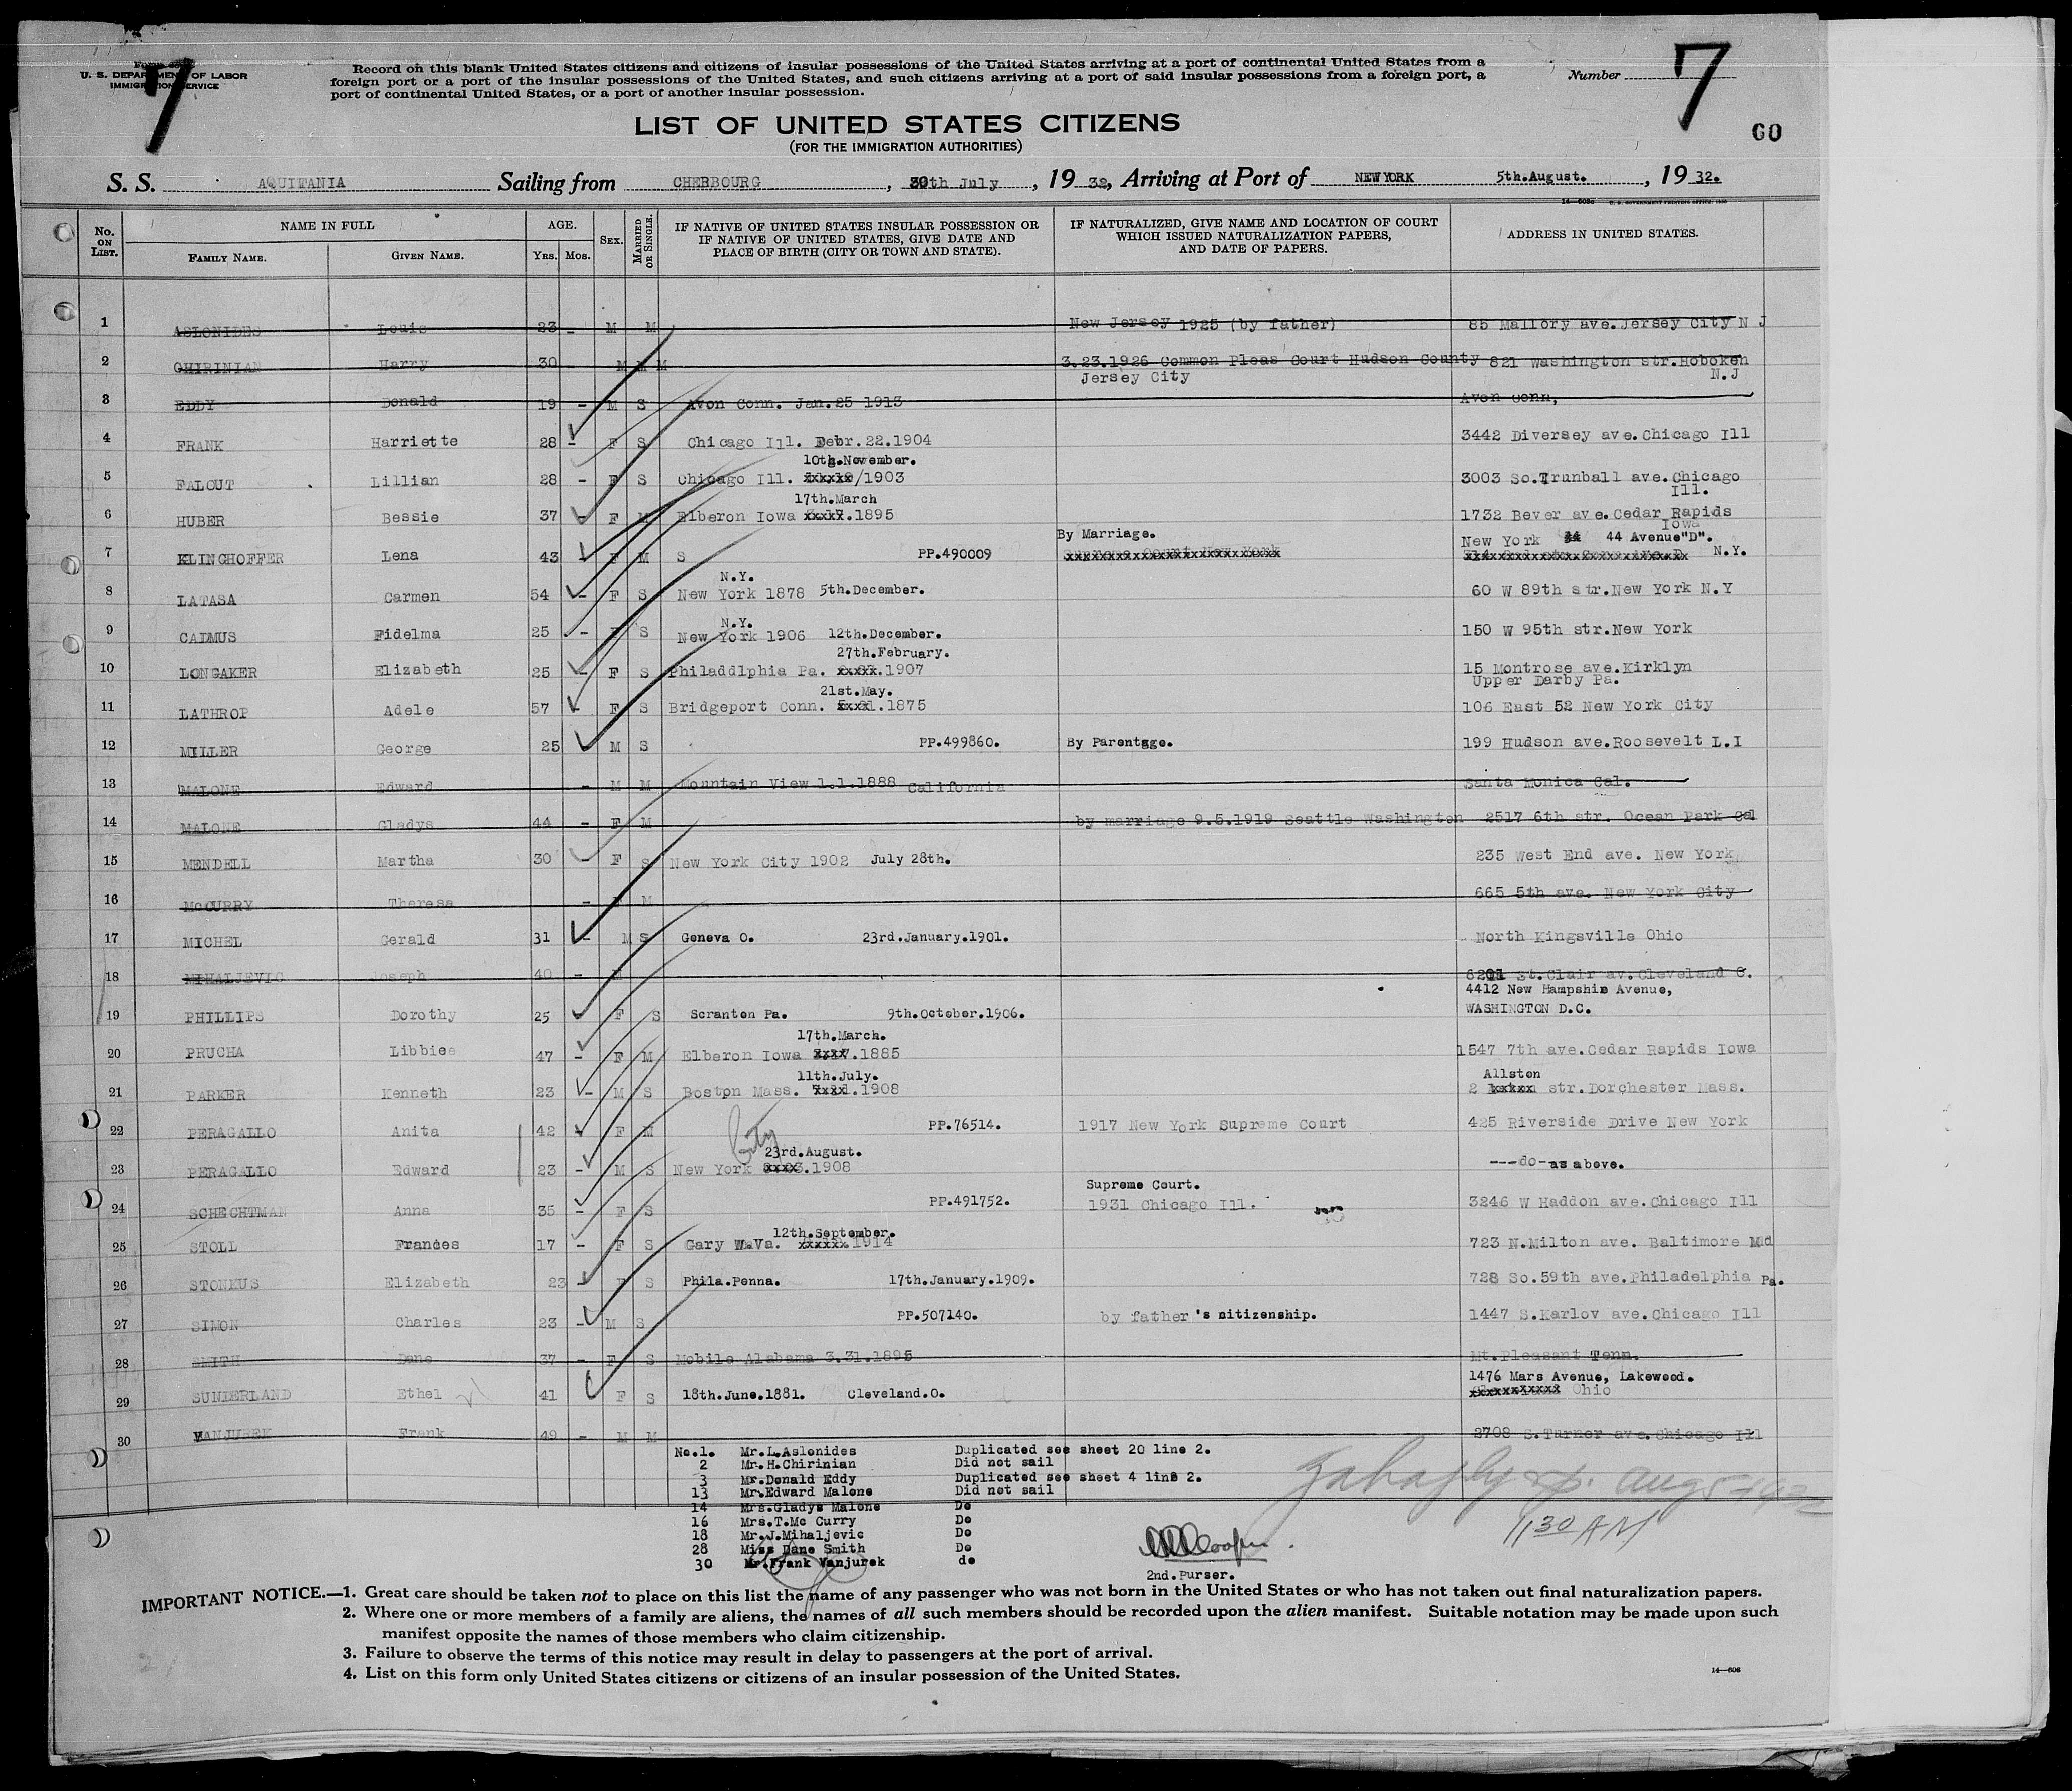 7
7
U. S. DEPARTMENT OF LABOR
IMMIGRATION SERVICE
Record on this blank United States citizens and citizens of insular possessions of the United States arriving at a port of continental United States from a
foreign port or a port of the insular possessions of the United States, and such citizens arriving at a port of said insular possessions from a foreign port, a
port of continental United States, or a port of another insular possession.
Number
LIST OF UNITED STATES CITIZENS
(FOR THE IMMIGRATION AUTHORITIES)
60
S. S. AQUITANIA Sailing from CHERBOURG, 30th July, 19 32, Arriving at Port of NEWYORK 5th.August., 19 32.
No. ON LIST. NAME IN FULL FAMILY NAME. GIVEN NAME. AGE. YRS. MOS. SEX. MARRIED OR SINGLE. IF NATIVE OF UNITED STATES INSULAR POSSESSION OR IF NATIVE OF UNITED STATES, GIVE DATE AND PLACE OF BIRTH (CITY OR TOWN AND STATE). IF NATURALIZED, GIVE NAME AND LOCATION OF COURT WHICH ISSUED NATURALIZATION PAPERS, AND DATE OF PAPERS. ADDRESS IN UNITED STATES.
1 ASLONIDES Louis 23 - M M New Jersey 1925 (by father) 85 Mallory ave.Jersey City N J
2 CHIRINIAN Harry 30 M M M 3.23.1926 Common Pleas Court Hudson County 821 Washington str.Hoboken
Jersey City N.J
3 EDDY Donald 19 - M S Avon Conn. Jan.25 1913 Avon Conn,
4 FRANK Harriette 28 - F S Chicago Ill. Febr.22.1904 3442 Diversey ave.Chicago Ill
10th.November.
5 FALOUT Lillian 28 - F S Chicago Ill. xxxxx/1903 3003 So.Trunball ave.Chicago
Ill.
17th.March
6 HUBER Bessie 37 - F M Elberon Iowa xxxx.1895 1732 Bever ave.Cedar Rapids
Iowa
By Marriage. New York 44 Avenue"D".
7 KLINGHOFFER Lena 43 - F M S PP.490009 N.Y.
N.Y.
8 LATASA Carmen 54 - F S New York 1878 5th.December. 60 W 89th str.New York N.Y
N.Y.
9 CADMUS Fidelma 25 - F S New York 1906 12th.December. 150 W 95th str.New York
27th.February.
10 LONGAKER Elizabeth 25 - F S Philaddlphia Pa. xxxxx.1907 15 Montrose ave.Kirklyn
Upper Darby Pa.
21st.May.
11 LATHROP Adele 57 - F S Bridgeport Conn. xxxx1.1875 106 East 52 New York City
12 MILLER George 25 M S PP.499860. By Parentage. 199 Hudson ave.Roosevelt L.I
13 MALONE Edward - M M Mountain View 1.1.1888 California Santa Monica Cal.
14 MALONE Gladys 44 - F M by marriage 9.5.1919 Seattle Washington 2517 6th str. Ocean Park Cal
15 MENDELL Martha 30 - F S New York City 1902 July 28th. 235 West End ave. New York
16 McCURRY Theresa - F M 665 5th ave. New York City
17 MICHEL Gerald 31 - M S Geneva O. 23rd.January.1901. North Kingsville Ohio
18 MIHALJEVIC Joseph 40 - M 6201 St.Clair av.Cleveland O.
4412 New Hampshire Avenue,
19 PHILLIPS Dorothy 25 F S Scranton Pa. 9th.October.1906. WASHINGTON D.C.
17th.March.
20 PRUCHA Libbiee 47 - F M Elberon Iowa xxxx.1885 1547 7th ave.Cedar Rapids Iowa
11th.July. Allston
21 PARKER Kenneth 23 - M S Boston Mass. xxxx.1908 2 xxxxx str.Dorchester Mass.
22 PERAGALLO Anita 42 - F M PP.76514. 1917 New York Supreme Court 425 Riverside Drive New York
City
23rd.August.
23 PERAGALLO Edward 23 - M S New York xxxx.1908 ---do-as above.
Supreme Court.
24 SCHECHTMAN Anna 35 - F S PP.491752. 1931 Chicago Ill. 3246 W Haddon ave.Chicago Ill
12th.September.
25 STOLL Frances 17 - F S Gary W.Va. xxxxxx.1914 723 N.Milton ave. Baltimore Md
26 STONKUS Elizabeth 23 - F S Phila.Penna. 17th.January.1909. 728 So.59th ave.Philadelphia Pa.
27 SIMON Charles 23 - M S PP.507140. by father's citizenship. 1447 S.Karlov ave.Chicago Ill
28 SMITH Dane 37 - F S Mobile Alabama 3.31.1895 Mt.Pleasant Tenn.
1476 Mars Avenue, Lakewood.
29 SUNDERLAND Ethel 41 F S 18th.June.1881. Cleveland.O. Ohio
30 VANJUREK Frank 49 - M M 2708 S.Turner ave.Chicago Ill
No.1. Mr.L.Aslonides Duplicated see sheet 20 line 2.
2 Mr.H.Chirinian Did not sail
3 Mr.Donald Eddy Duplicated see sheet 4 line 2.
13 Mr.Edward Malone Did not sail
14 Mrs.Gladys Malone Do
16 Mrs.T.Mc Curry Do
18 Mr.J.Mihaljevic Do
28 Miss Dane Smith Do
30 Mr.Frank Vanjurek do
Aug 5-1932
11 30 AM
2nd.Purser.
IMPORTANT NOTICE.—1. Great care should be taken not to place on this list the name of any passenger who was not born in the United States or who has not taken out final naturalization papers.
2. Where one or more members of a family are aliens, the names of all such members should be recorded upon the alien manifest. Suitable notation may be made upon such
manifest opposite the names of those members who claim citizenship.
3. Failure to observe the terms of this notice may result in delay to passengers at the port of arrival.
4. List on this form only United States citizens or citizens of an insular possession of the United States.
14—608